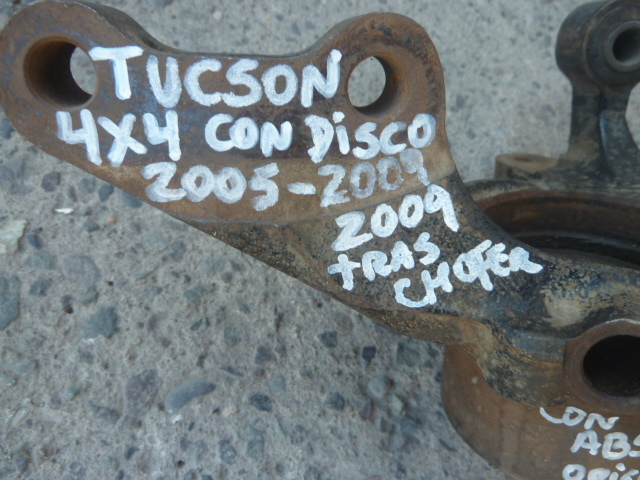 TUCSON
4X4 CON DISCO
2005-2009
2009
TRAS
CHOFER
CON
ABS